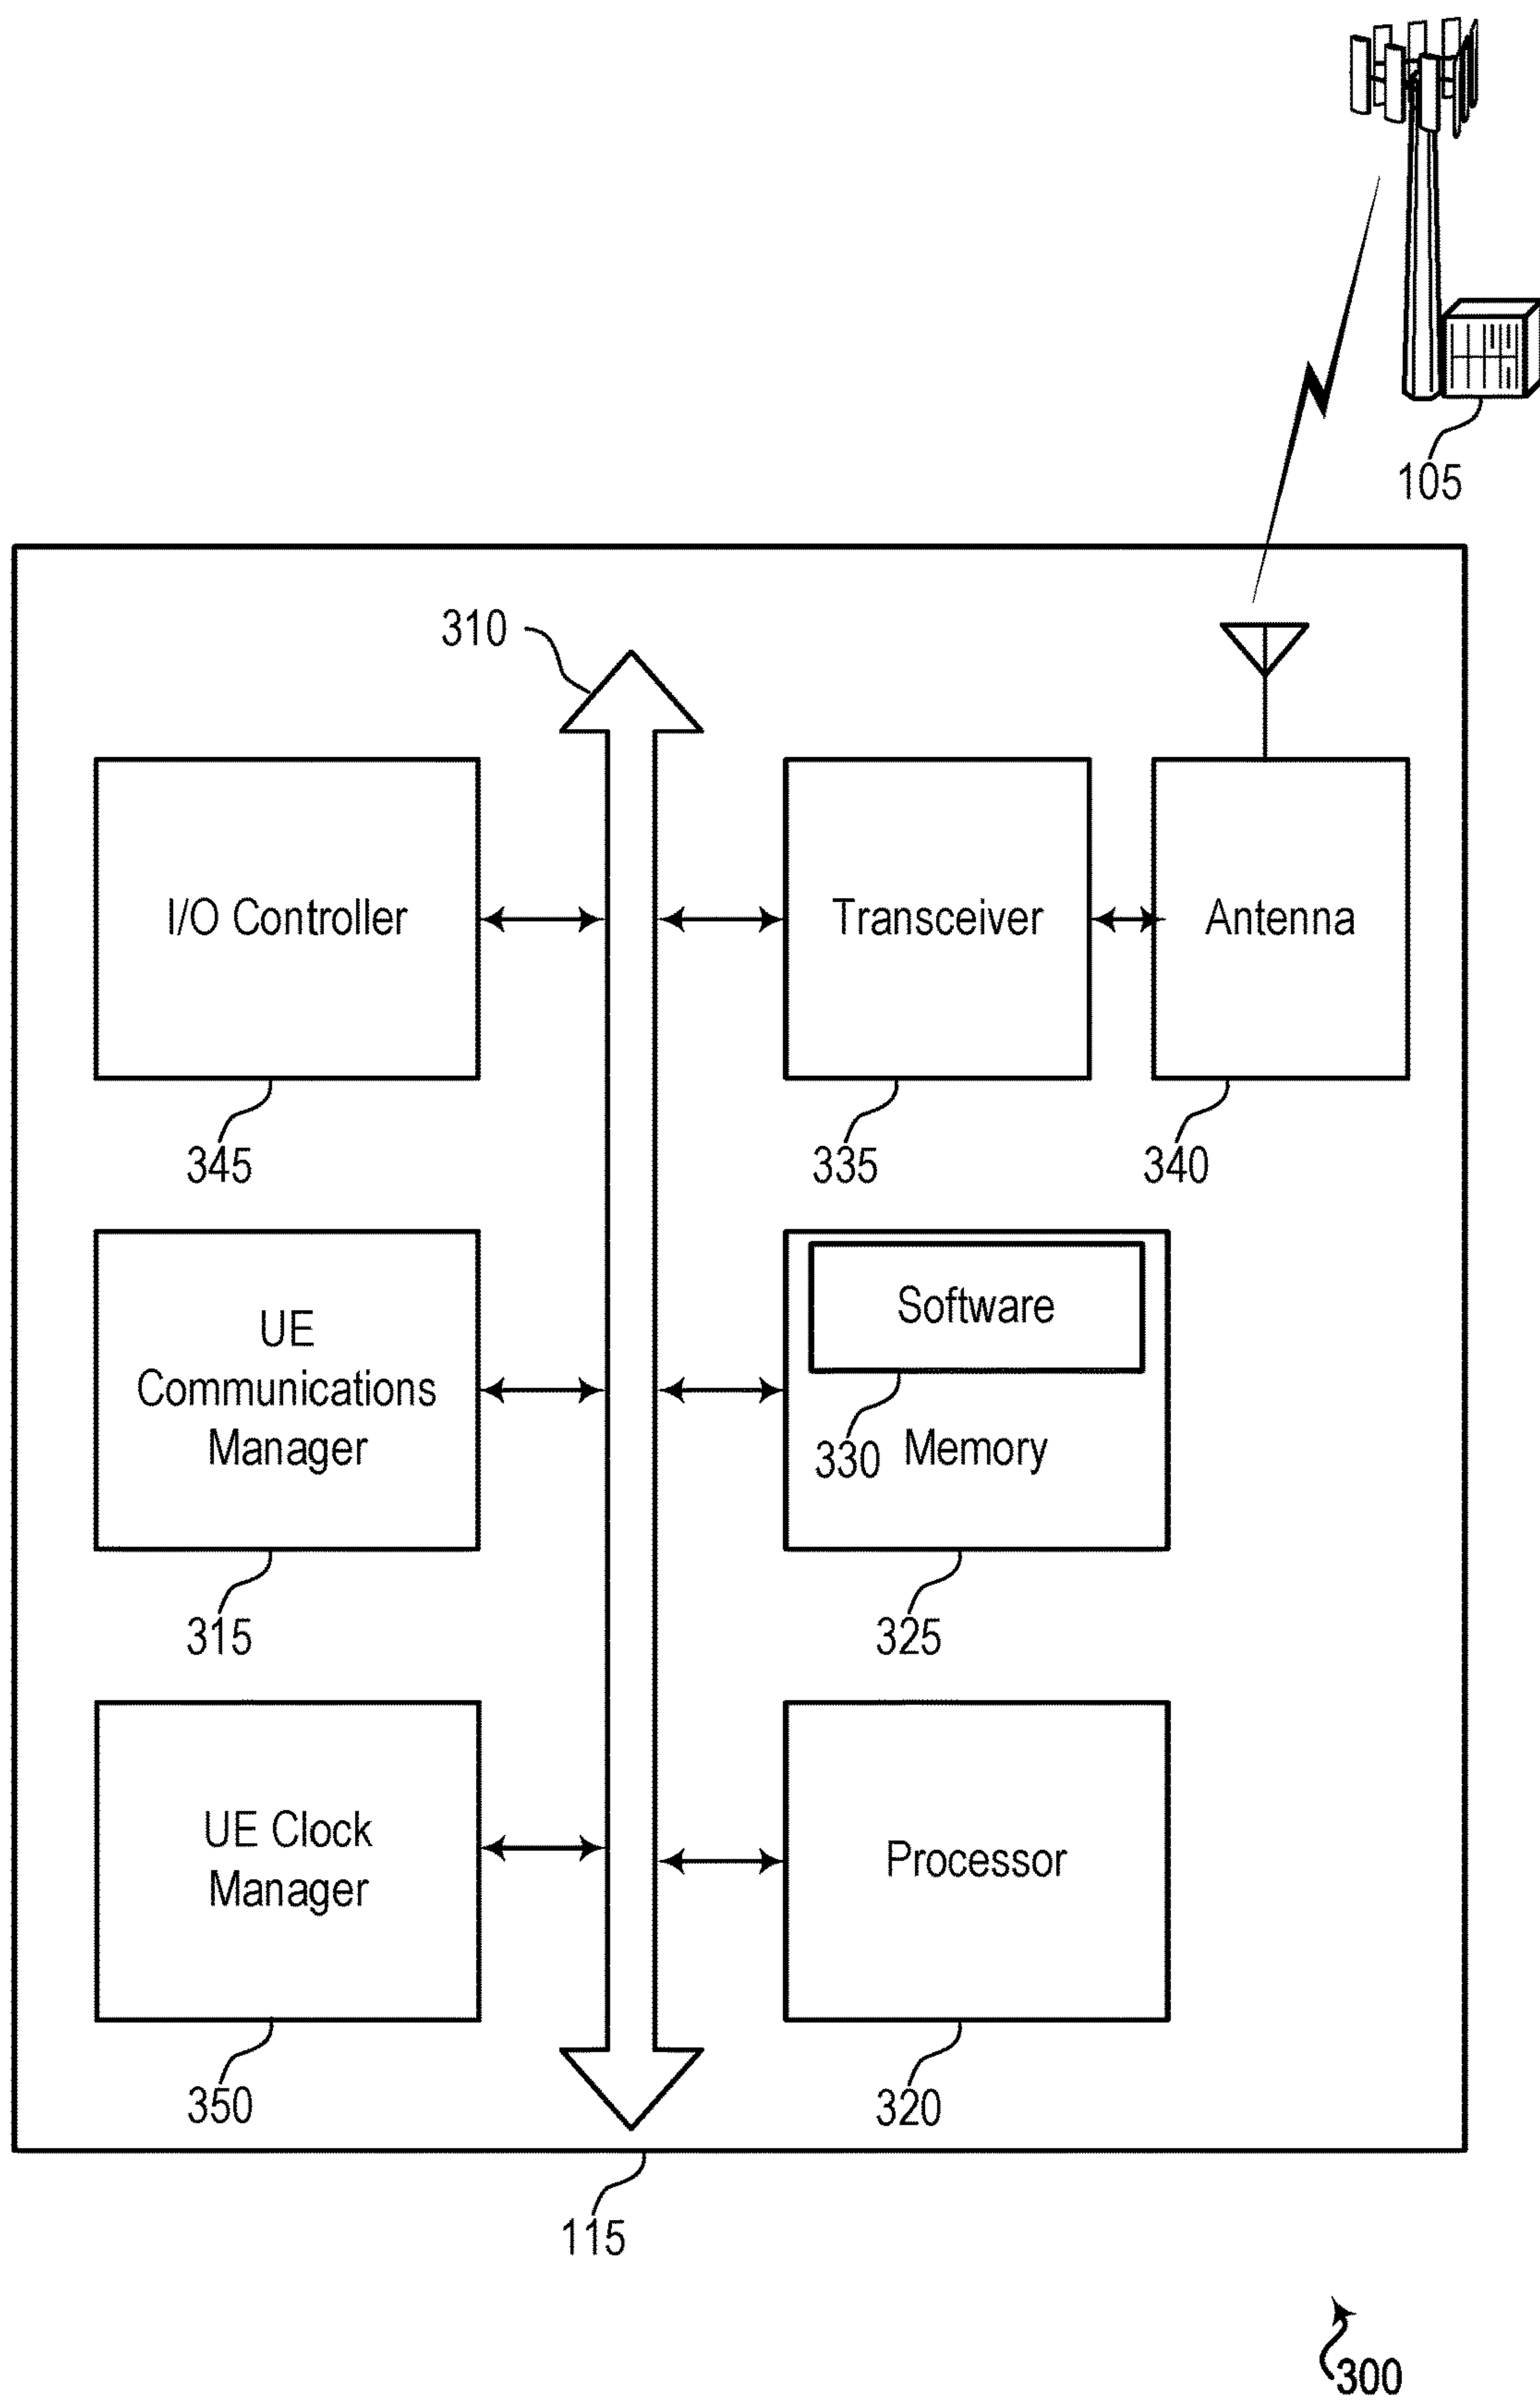 105
310
I/O Controller
Transceiver
Antenna
345
335
340
UE
Communications
Manager
Software
330
Memory
315
325
UE Clock
Manager
Processor
350
320
115
300